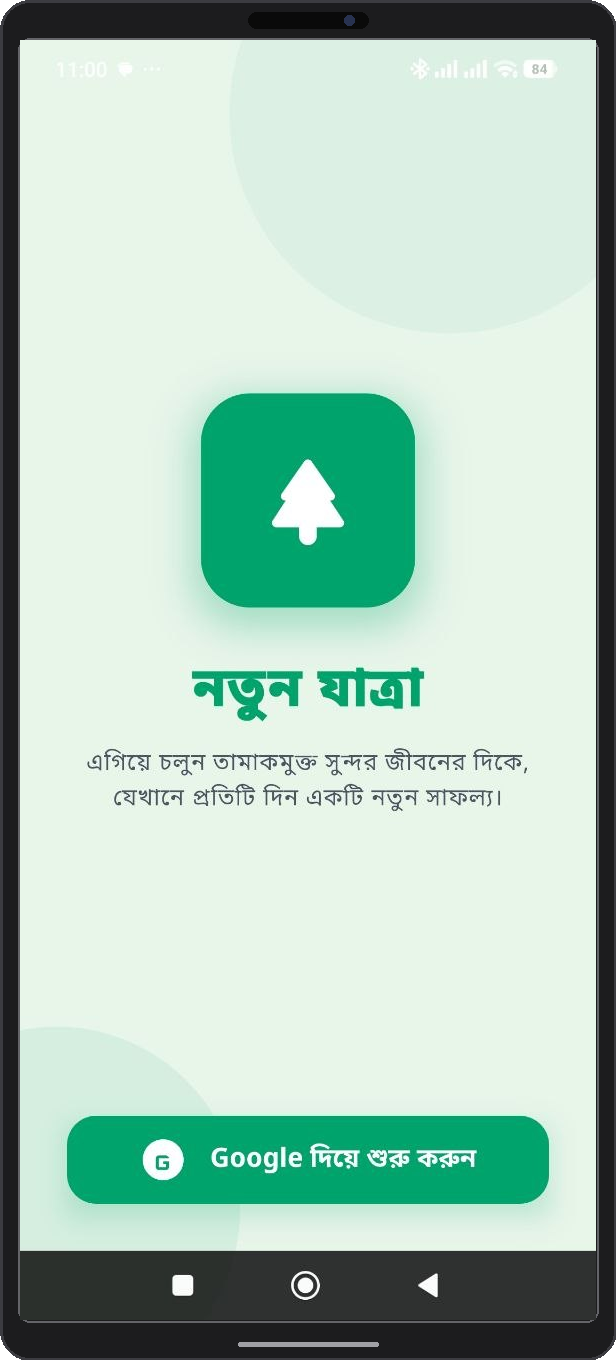 11:00
84
নতুন যাত্রা
এগিয়ে চলুন তামাকমুক্ত সুন্দর জীবনের দিকে,
যেখানে প্রতিটি দিন একটি নতুন সাফল্য।
G Google দিয়ে শুরু করুন